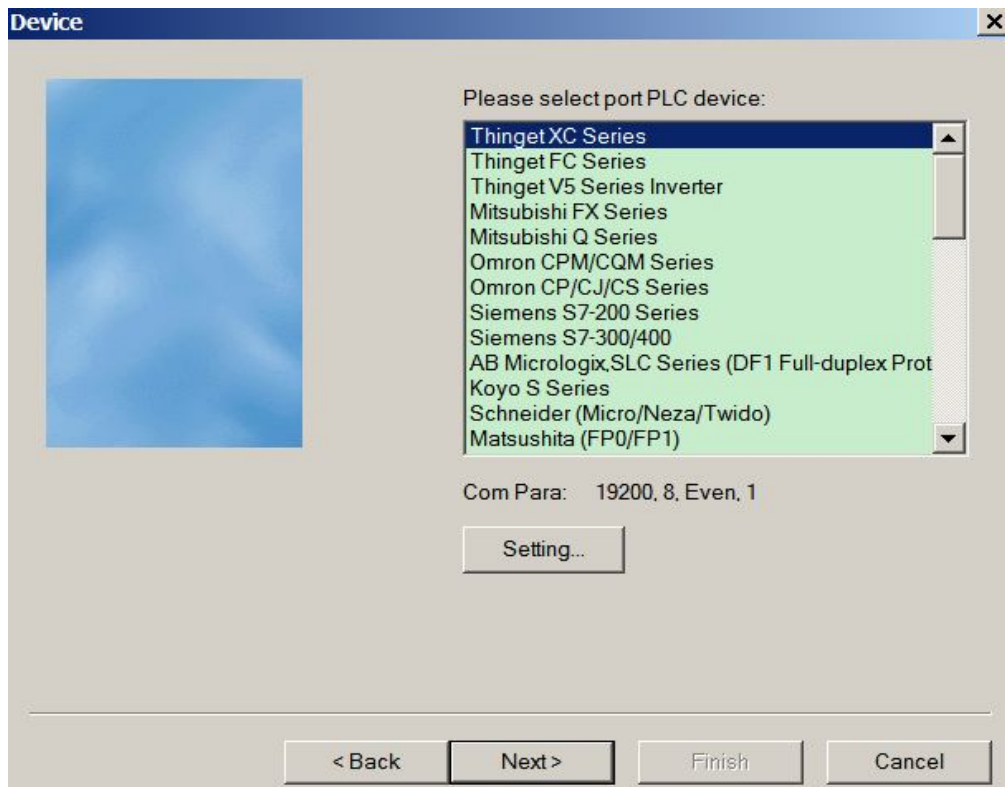 Device
Please select port PLC device:
Thinget XC Series
Thinget FC Series
Thinget V5 Series Inverter
Mitsubishi FX Series
Mitsubishi Q Series
Omron CPM/CQM Series
Omron CP/CJ/CS Series
Siemens S7-200 Series
Siemens S7-300/400
AB Micrologix,SLC Series (DF1 Full-duplex Prot
Koyo S Series
Schneider (Micro/Neza/Twido)
Matsushita (FP0/FP1)
Com Para: 19200, 8, Even, 1
Setting...
< Back Next > Finish Cancel